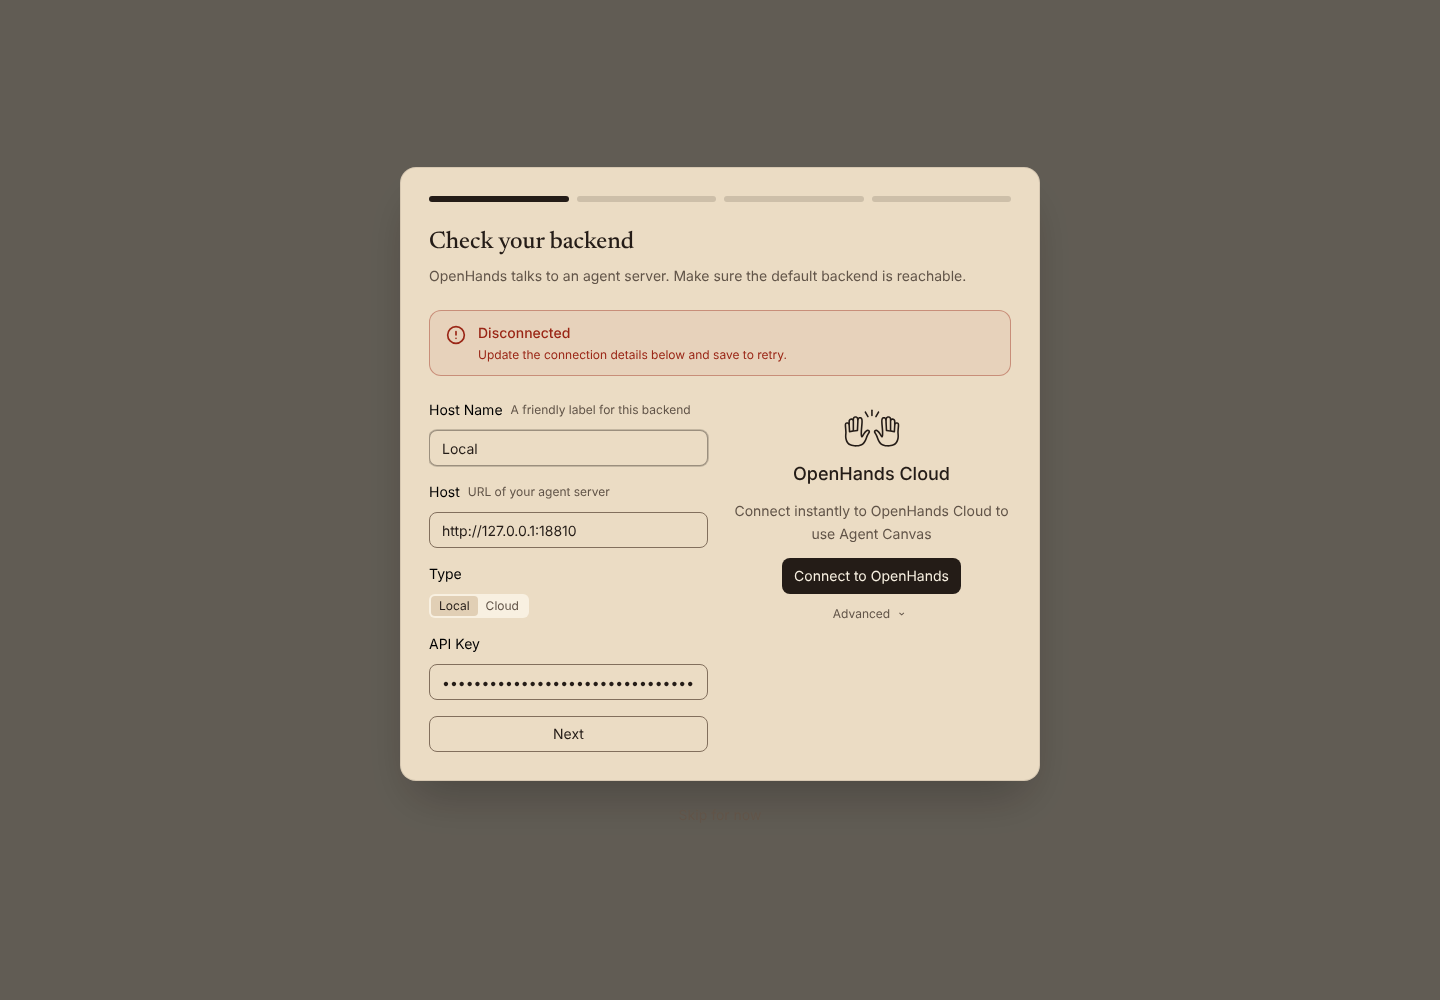 Check your backend
OpenHands talks to an agent server. Make sure the default backend is reachable.
Disconnected
Update the connection details below and save to retry.
Host Name A friendly label for this backend
Local
Host URL of your agent server
http://127.0.0.1:18810
Type
Local Cloud
API Key
••••••••••••••••••••••••••••••••
Next
OpenHands Cloud
Connect instantly to OpenHands Cloud to
use Agent Canvas
Connect to OpenHands
Advanced